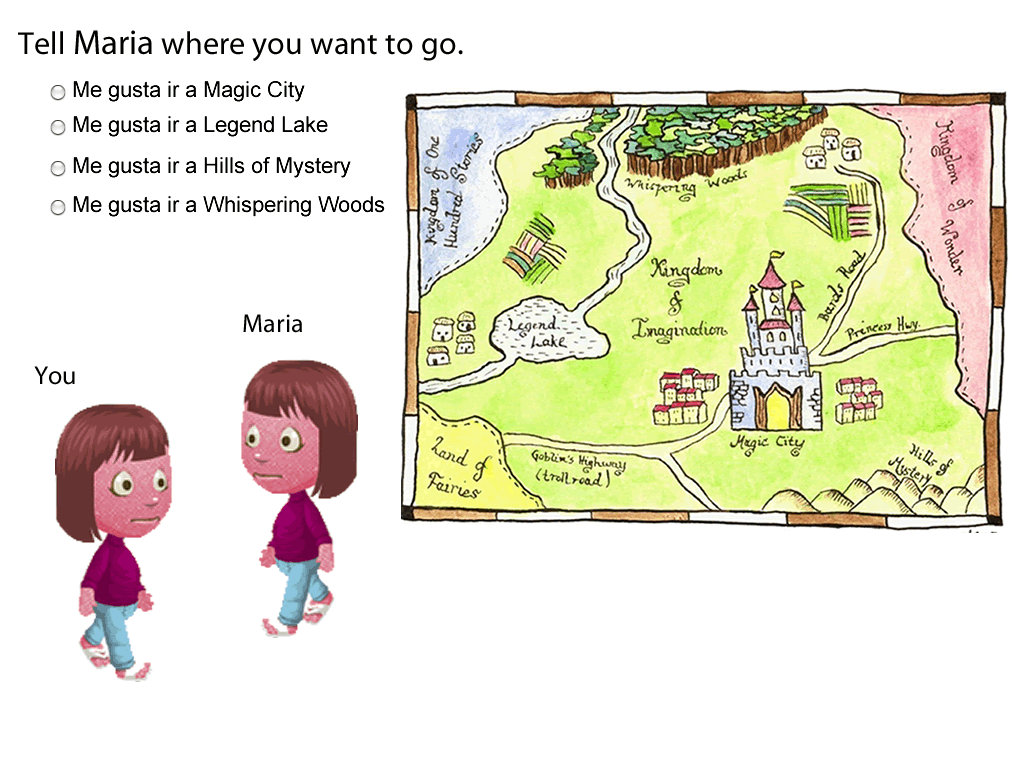 Tell Maria where you want to go.
Me gusta ir a Magic City
Me gusta ir a Legend Lake
Me gusta ir a Hills of Mystery
Me gusta ir a Whispering Woods
Maria
You
Kingdom of One
Hundred Stories
Whispering Woods
Kingdom of Wonder
Kingdom
of
Imagination
Bards Road
Princess Hwy.
Legend
Lake
Magic City
Goblin's Highway
(trollroad)
Land of
Fairies
Hills of
Mystery